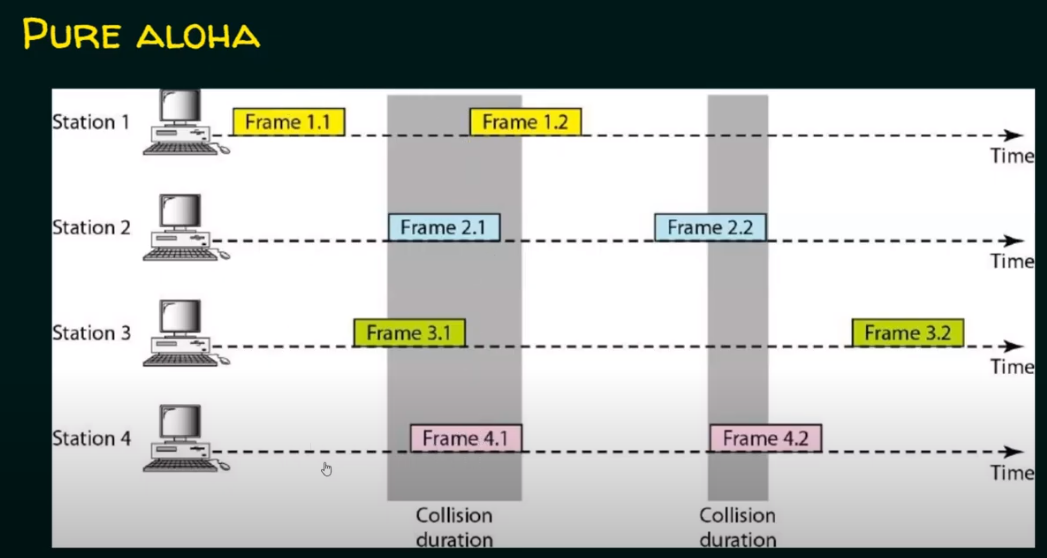 PURE ALOHA
Station 1
Frame 1.1
Frame 1.2
Time
Station 2
Frame 2.1
Frame 2.2
Time
Station 3
Frame 3.1
Frame 3.2
Time
Station 4
Frame 4.1
Frame 4.2
Time
Collision
duration
Collision
duration